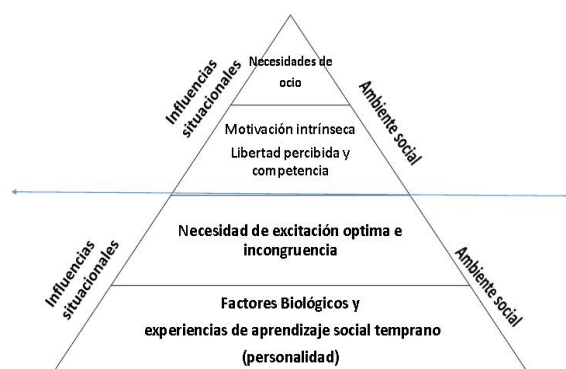 Necesidades de
ocio
Influencias
situacionales
Ambiente social
Motivación intrínseca
Libertad percibida y
competencia
Necesidad de excitación optima e
incongruencia
Influencias
situacionales
Ambiente social
Factores Biológicos y
experiencias de aprendizaje social temprano
(personalidad)